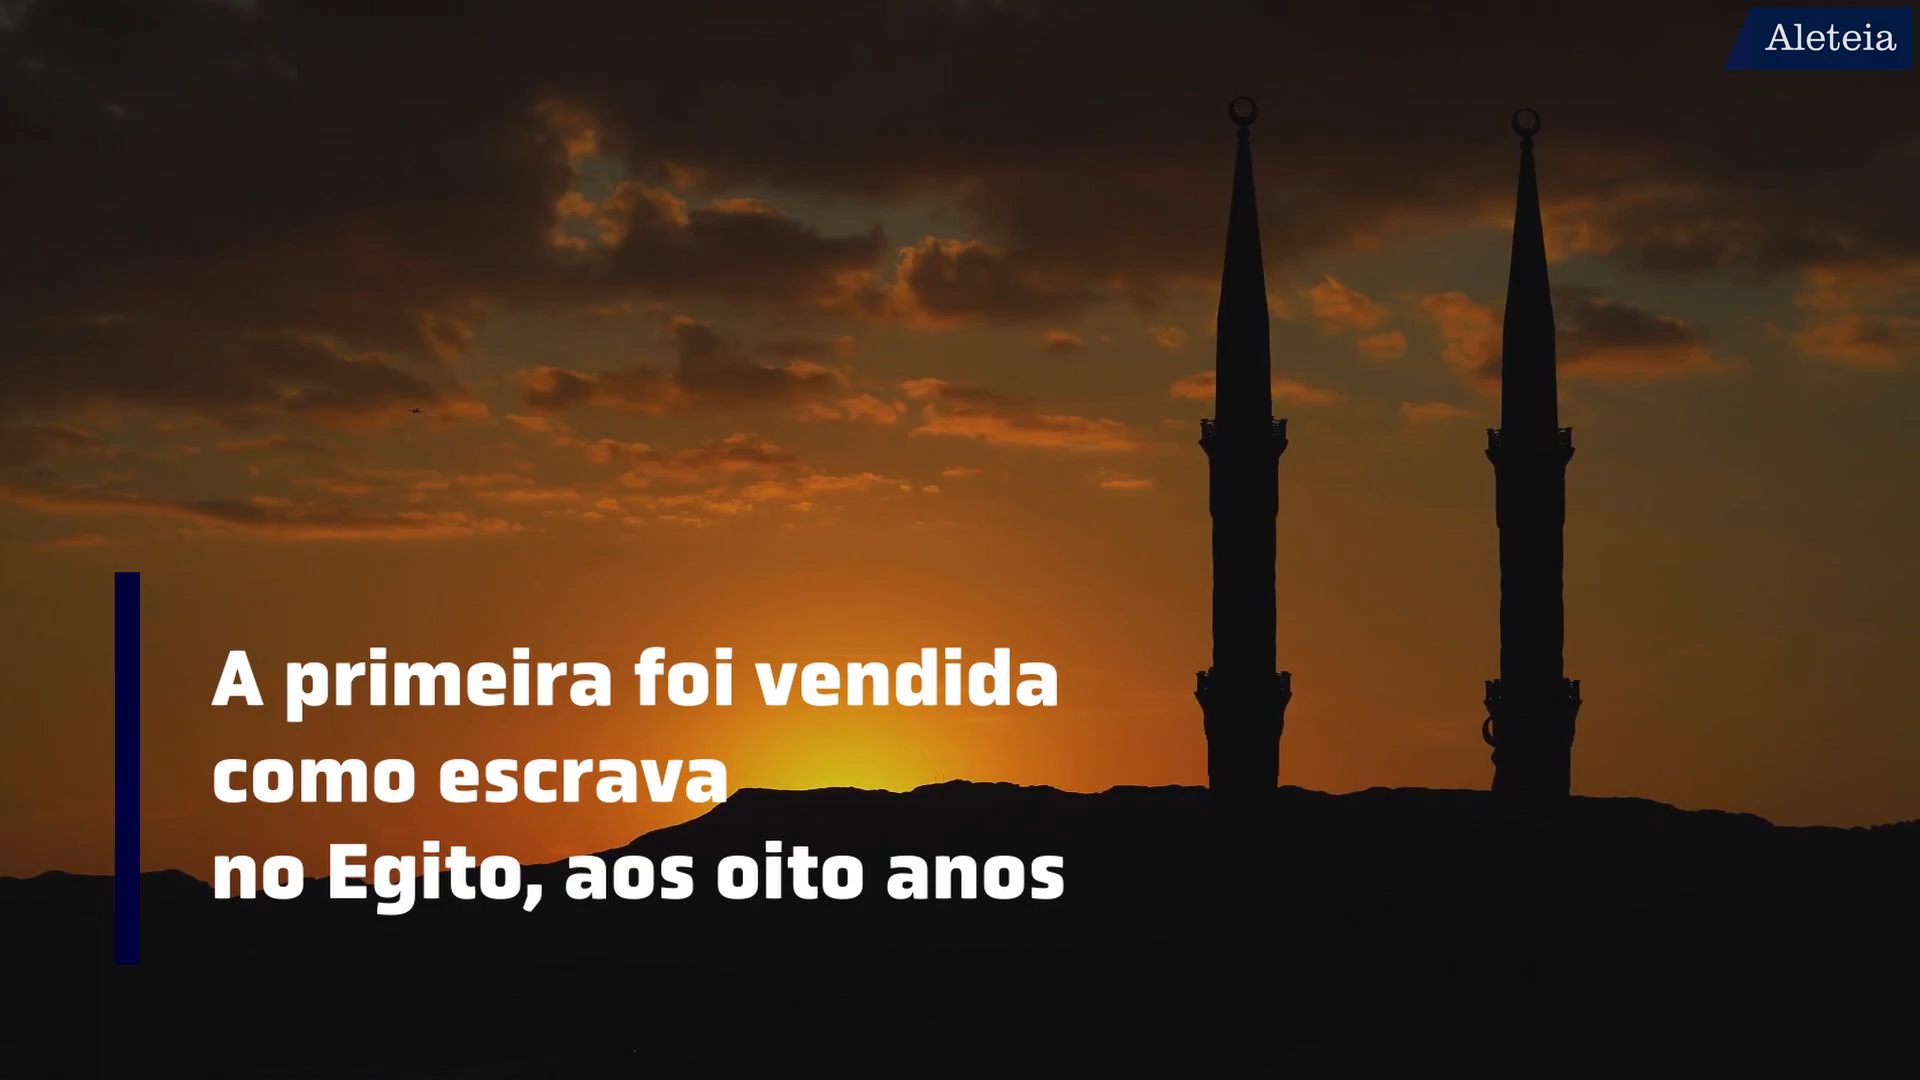 Aleteia
A primeira foi vendida
como escrava
no Egito, aos oito anos